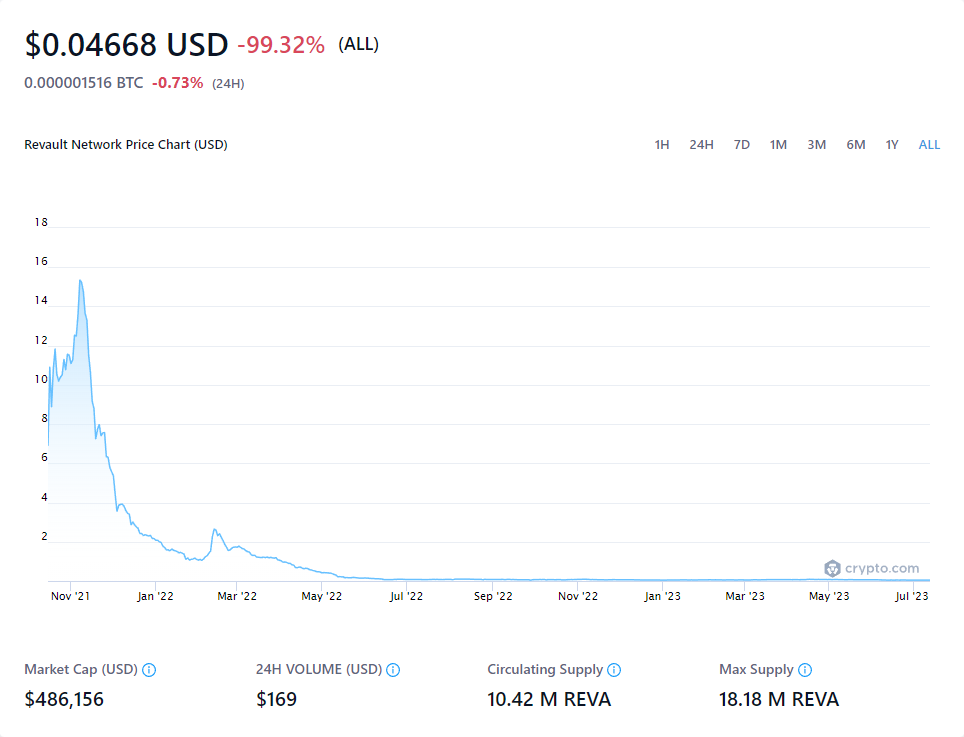 $0.04668 USD -99.32% (ALL)
0.000001516 BTC -0.73% (24H)
Revault Network Price Chart (USD) 1H 24H 7D 1M 3M 6M 1Y ALL
18
16
14
12
10
8
6
4
2
crypto.com
Nov '21 Jan '22 Mar '22 May '22 Jul '22 Sep '22 Nov '22 Jan '23 Mar '23 May '23 Jul '23
Market Cap (USD) 24H VOLUME (USD) Circulating Supply Max Supply
$486,156 $169 10.42 M REVA 18.18 M REVA